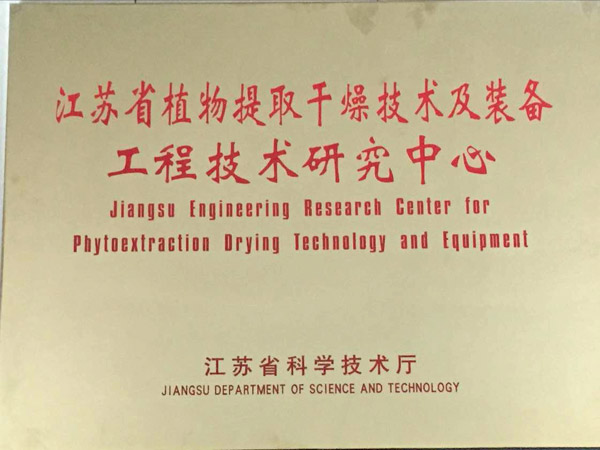 江苏省植物提取干燥技术及装备
工程技术研究中心
Jiangsu Engineering Research Center for
Phytoextraction Drying Technology and Equipment
江苏省科学技术厅
JIANGSU DEPARTMENT OF SCIENCE AND TECHNOLOGY